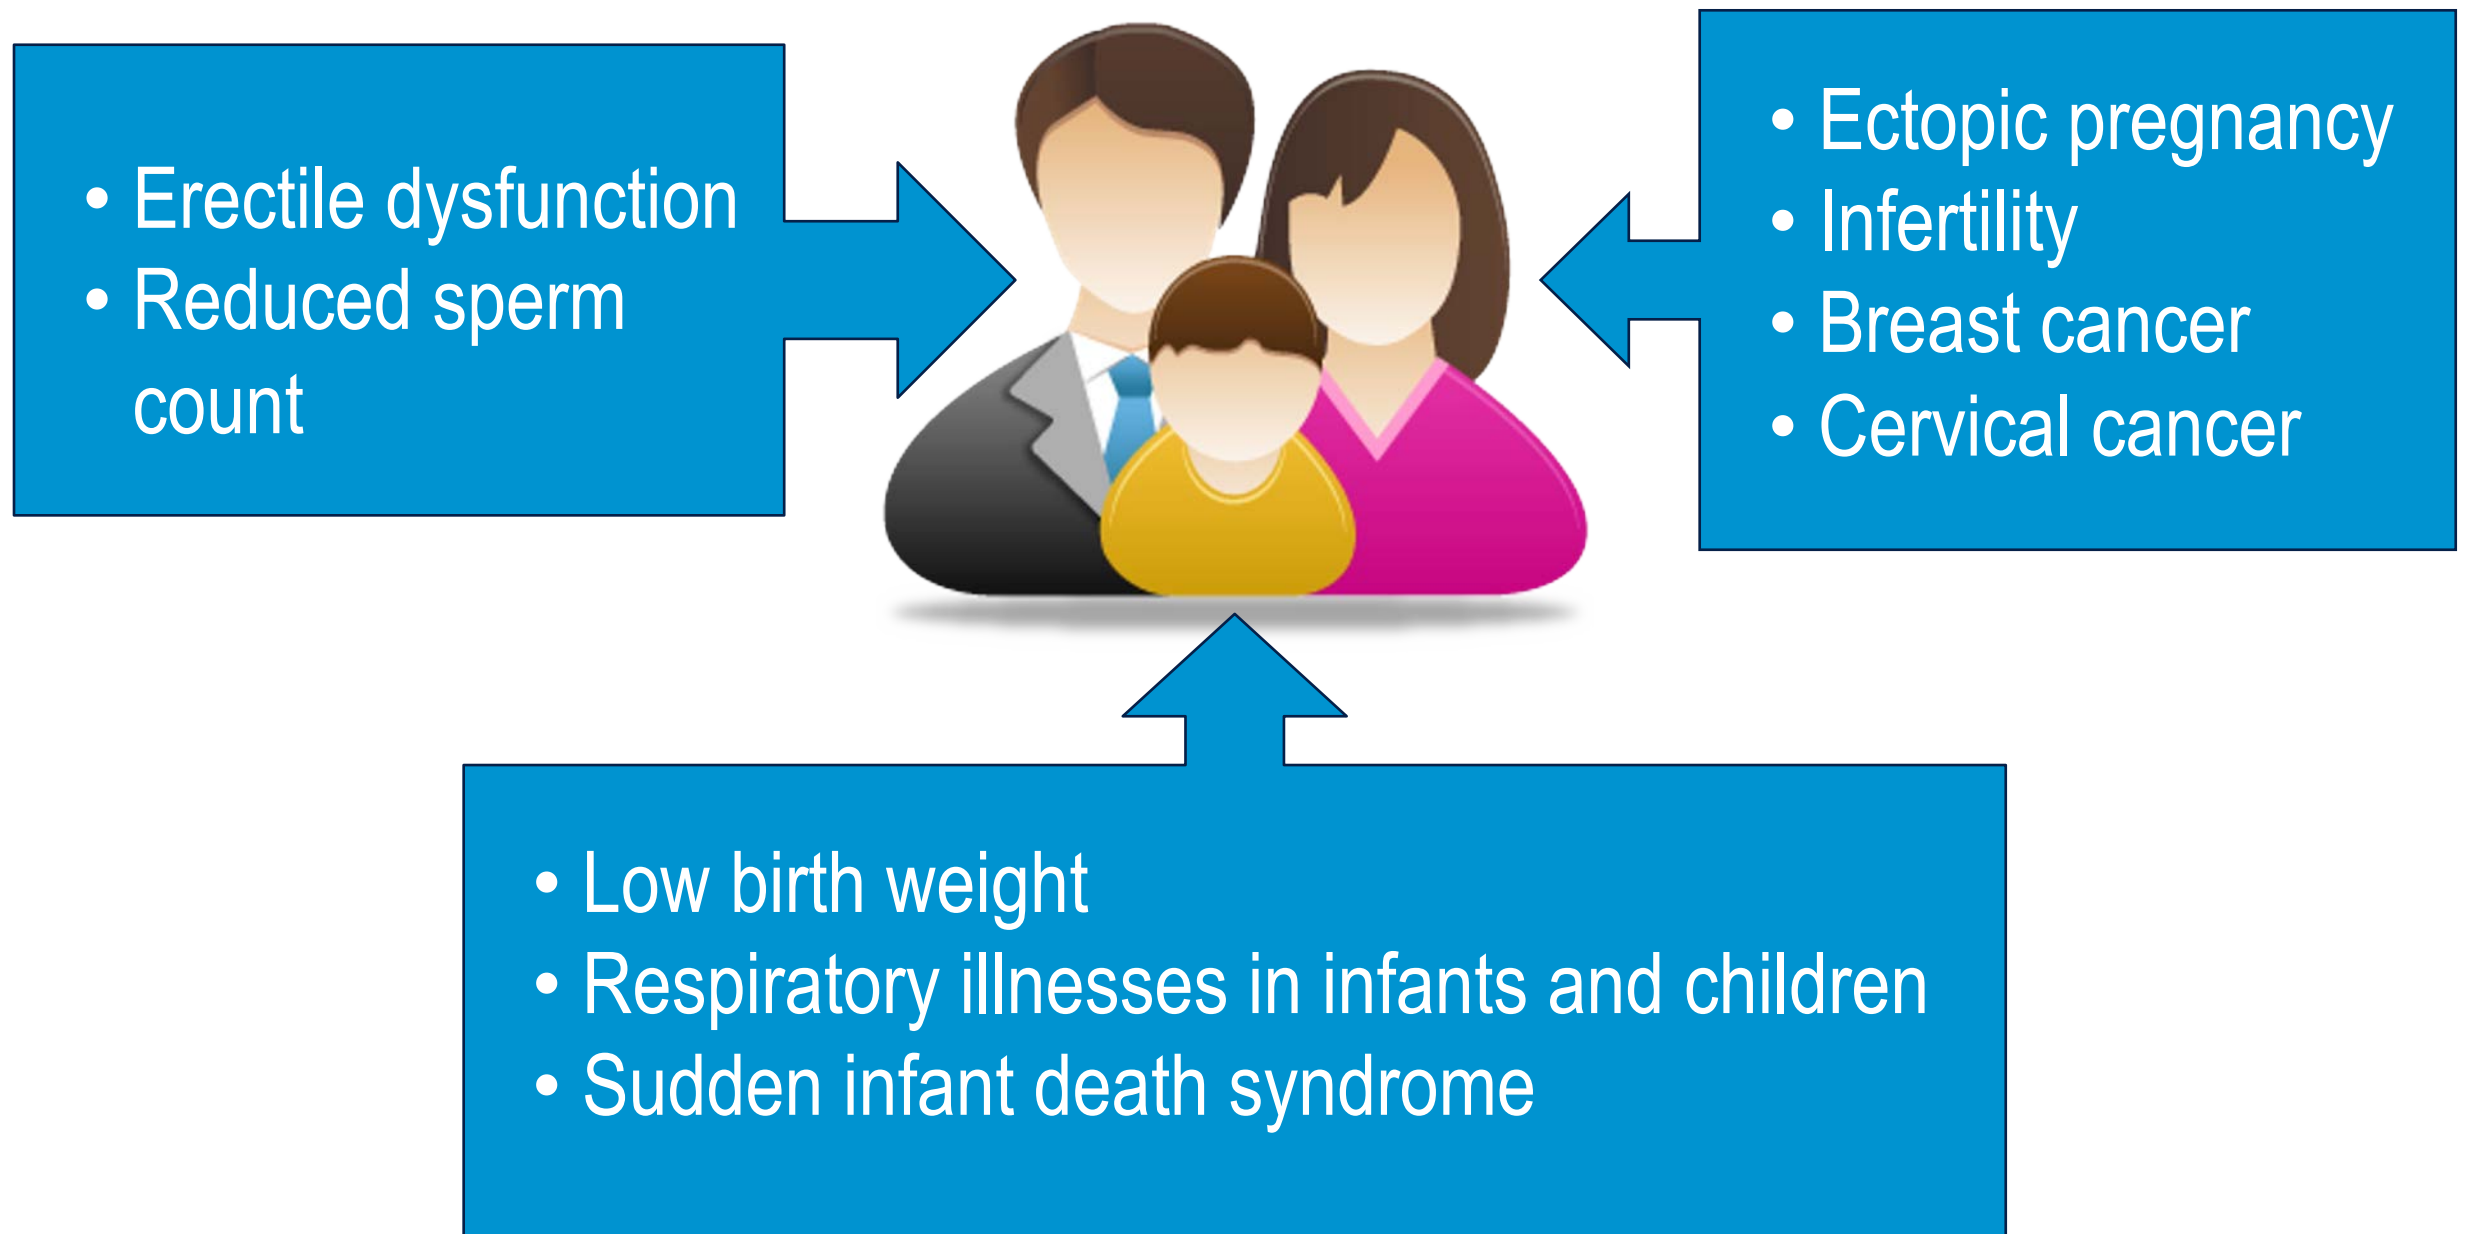 • Erectile dysfunction
• Reduced sperm
count
• Ectopic pregnancy
• Infertility
• Breast cancer
• Cervical cancer
• Low birth weight
• Respiratory illnesses in infants and children
• Sudden infant death syndrome